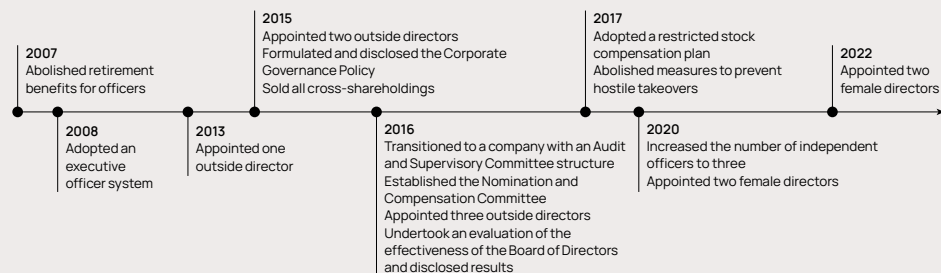 2007
Abolished retirement
benefits for officers
2008
Adopted an
executive
officer system
2013
Appointed one
outside director
2015
Appointed two outside directors
Formulated and disclosed the Corporate
Governance Policy
Sold all cross-shareholdings
2016
Transitioned to a company with an Audit
and Supervisory Committee structure
Established the Nomination and
Compensation Committee
Appointed three outside directors
Undertook an evaluation of the
effectiveness of the Board of Directors
and disclosed results
2017
Adopted a restricted stock
compensation plan
Abolished measures to prevent
hostile takeovers
2020
Increased the number of independent
officers to three
Appointed two female directors
2022
Appointed two
female directors